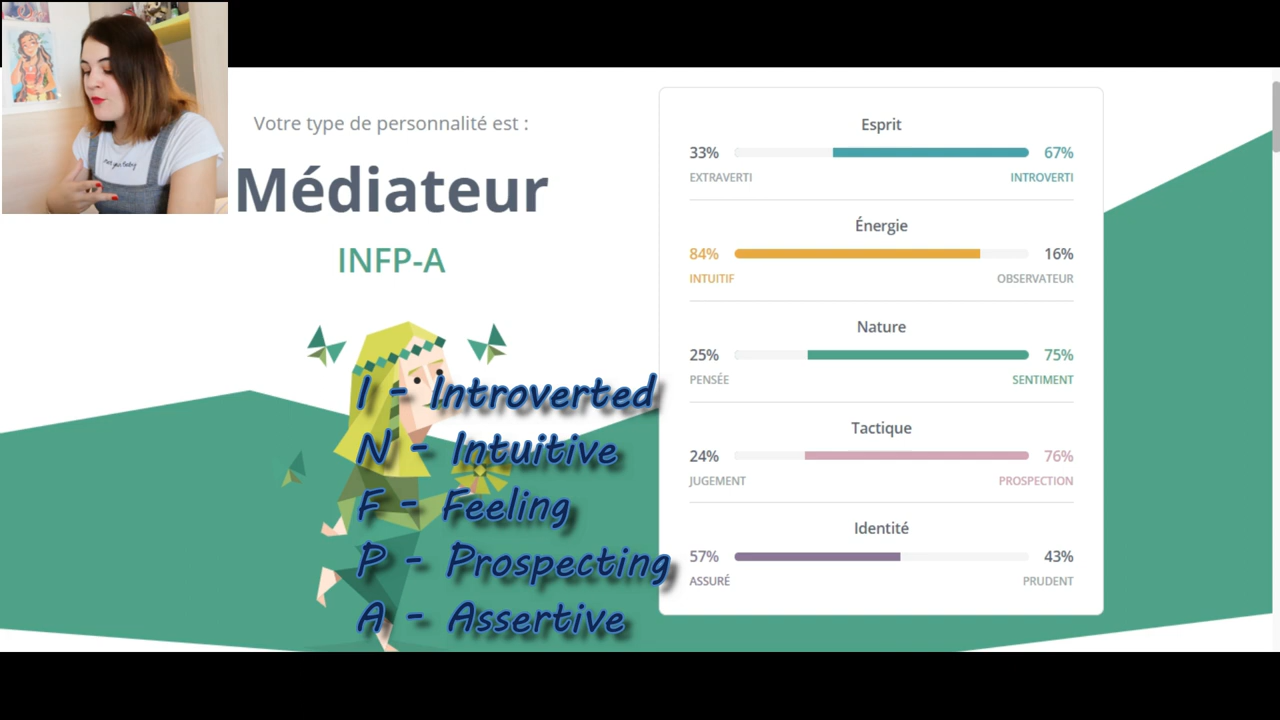 Votre type de personnalité est :
Médiateur
INFP-A
I - Introverted
N - Intuitive
F - Feeling
P - Prospecting
A - Assertive
Esprit
33% 67%
EXTRAVERTI INTROVERTI
Énergie
84% 16%
INTUITIF OBSERVATEUR
Nature
25% 75%
PENSÉE SENTIMENT
Tactique
24% 76%
JUGEMENT PROSPECTION
Identité
57% 43%
ASSURÉ PRUDENT